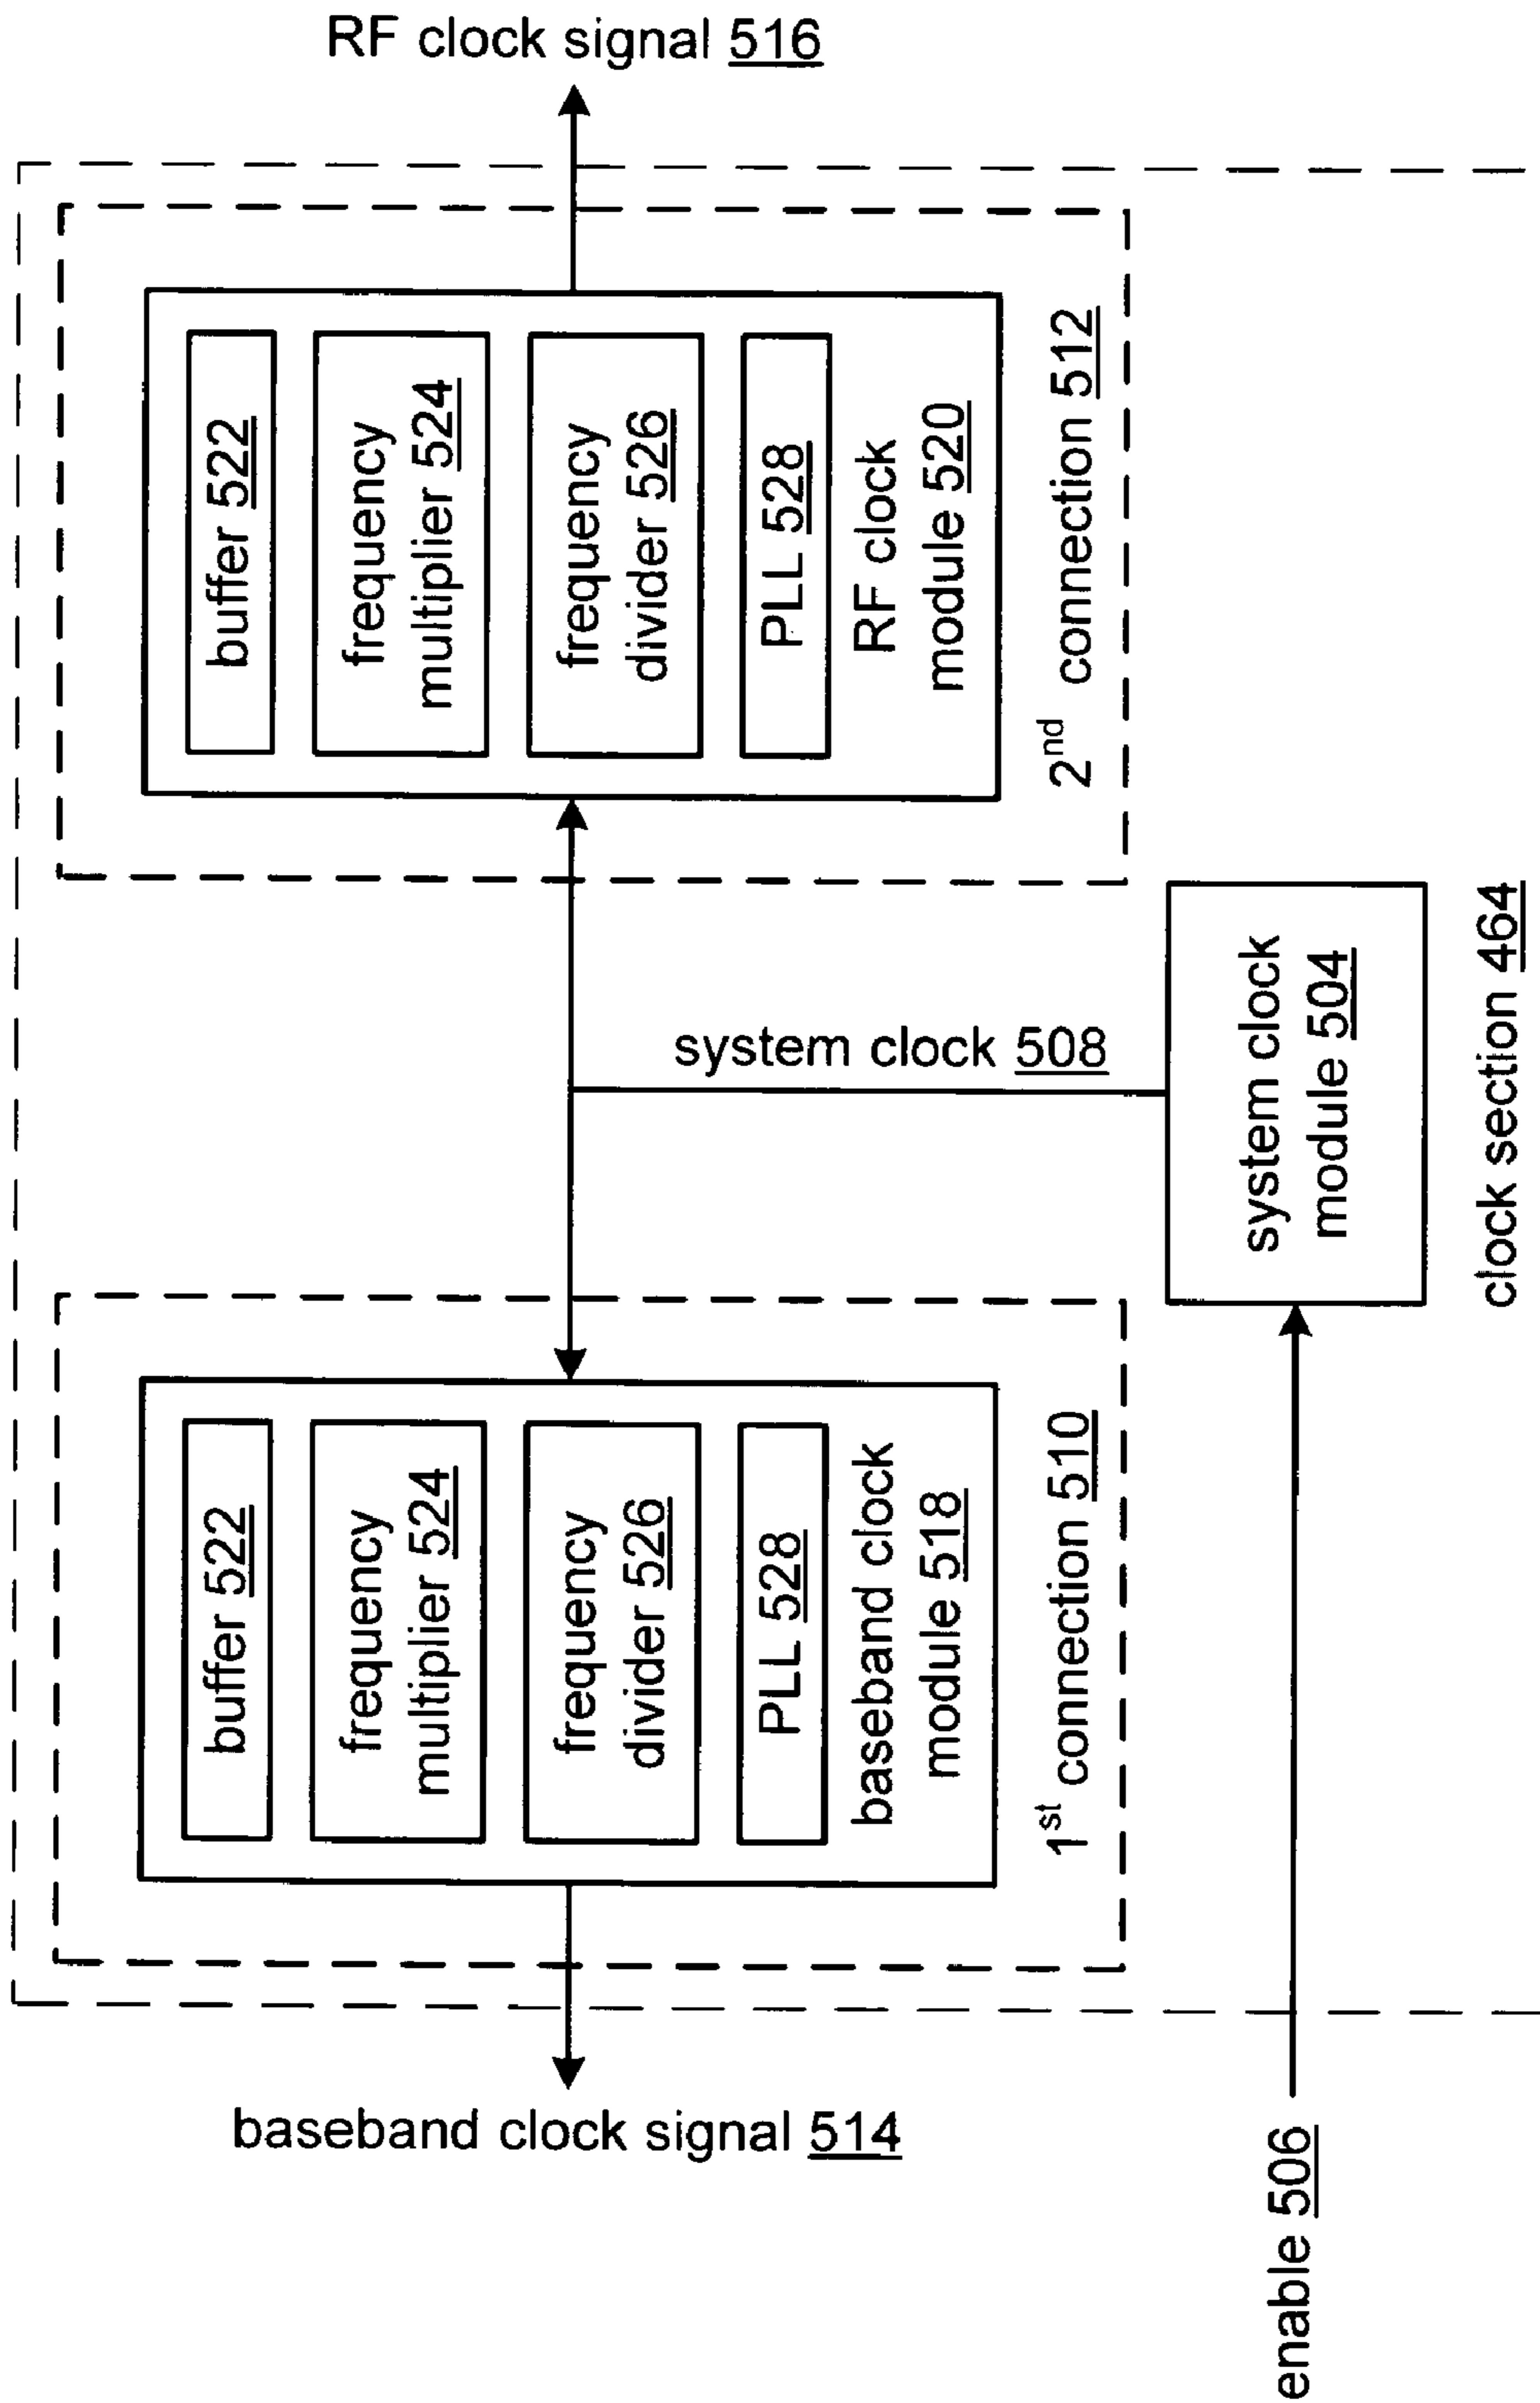 RF clock signal 516
buffer 522
frequency
multiplier 524
frequency
divider 526
PLL 528
RF clock
module 520
2nd connection 512
system clock 508
system clock
module 504
clock section 464
buffer 522
frequency
multiplier 524
frequency
divider 526
PLL 528
baseband clock
module 518
1st connection 510
baseband clock signal 514
enable 506